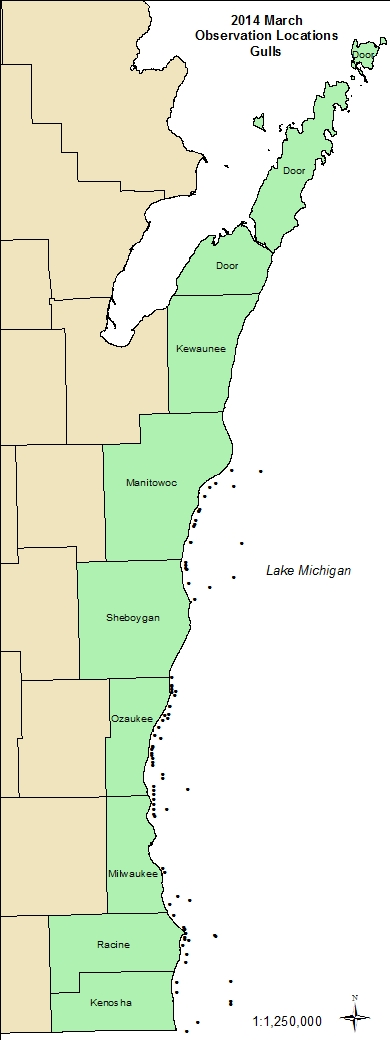 2014 March
Observation Locations
Gulls
Door
Door
Door
Kewaunee
Manitowoc
Lake Michigan
Sheboygan
Ozaukee
Milwaukee
Racine
Kenosha
N
1:1,250,000